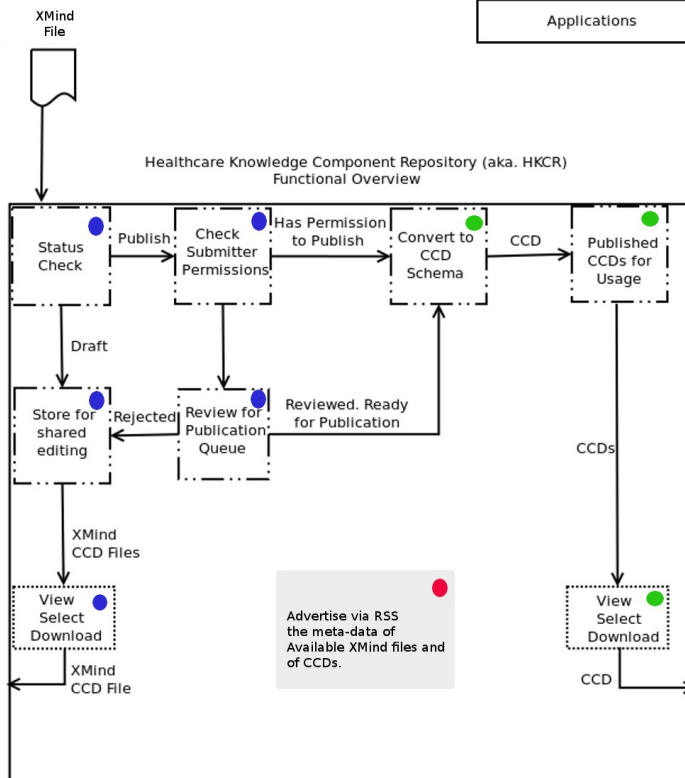 XMind
File
Applications
Healthcare Knowledge Component Repository (aka. HKCR)
Functional Overview
Status
Check
Publish
Check
Submitter
Permissions
Has Permission
to Publish
Convert to
CCD
Schema
CCD
Published
CCDs for
Usage
Draft
Store for
shared
editing
Rejected
Review for
Publication
Queue
Reviewed. Ready
for Publication
CCDs
XMind
CCD Files
View
Select
Download
Advertise via RSS
the meta-data of
Available XMind files and
of CCDs.
View
Select
Download
XMind
CCD File
CCD